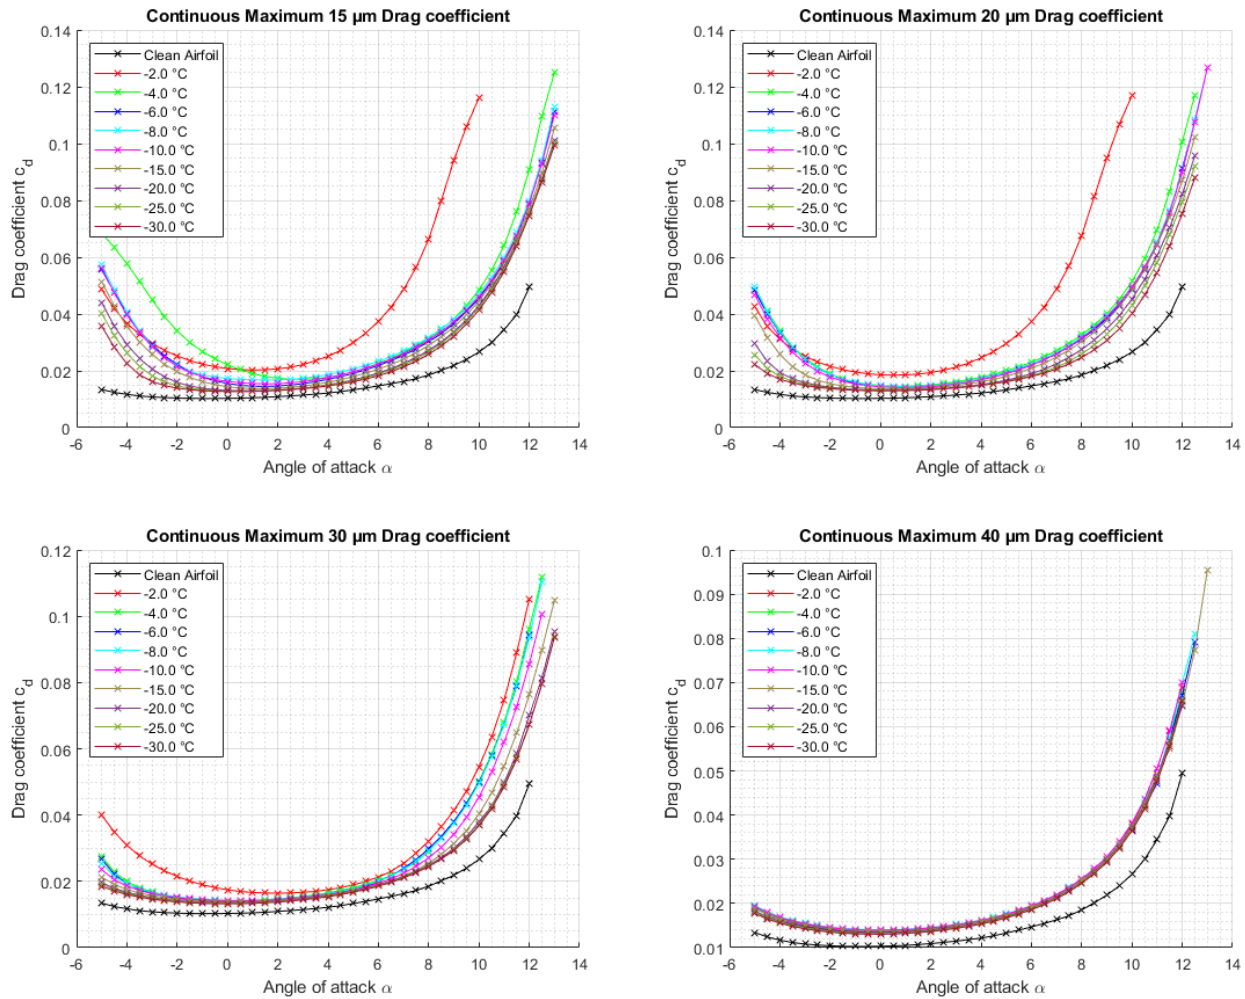 Continuous Maximum 15 µm Drag coefficient
Drag coefficient c_d
0.14
0.12
0.1
0.08
0.06
0.04
0.02
0
Clean Airfoil
-2.0 °C
-4.0 °C
-6.0 °C
-8.0 °C
-10.0 °C
-15.0 °C
-20.0 °C
-25.0 °C
-30.0 °C
-6 -4 -2 0 2 4 6 8 10 12 14
Angle of attack α
Continuous Maximum 20 µm Drag coefficient
Drag coefficient c_d
0.14
0.12
0.1
0.08
0.06
0.04
0.02
0
Clean Airfoil
-2.0 °C
-4.0 °C
-6.0 °C
-8.0 °C
-10.0 °C
-15.0 °C
-20.0 °C
-25.0 °C
-30.0 °C
-6 -4 -2 0 2 4 6 8 10 12 14
Angle of attack α
Continuous Maximum 30 µm Drag coefficient
Drag coefficient c_d
0.12
0.1
0.08
0.06
0.04
0.02
0
Clean Airfoil
-2.0 °C
-4.0 °C
-6.0 °C
-8.0 °C
-10.0 °C
-15.0 °C
-20.0 °C
-25.0 °C
-30.0 °C
-6 -4 -2 0 2 4 6 8 10 12 14
Angle of attack α
Continuous Maximum 40 µm Drag coefficient
Drag coefficient c_d
0.1
0.09
0.08
0.07
0.06
0.05
0.04
0.03
0.02
0.01
Clean Airfoil
-2.0 °C
-4.0 °C
-6.0 °C
-8.0 °C
-10.0 °C
-15.0 °C
-20.0 °C
-25.0 °C
-30.0 °C
-6 -4 -2 0 2 4 6 8 10 12 14
Angle of attack α